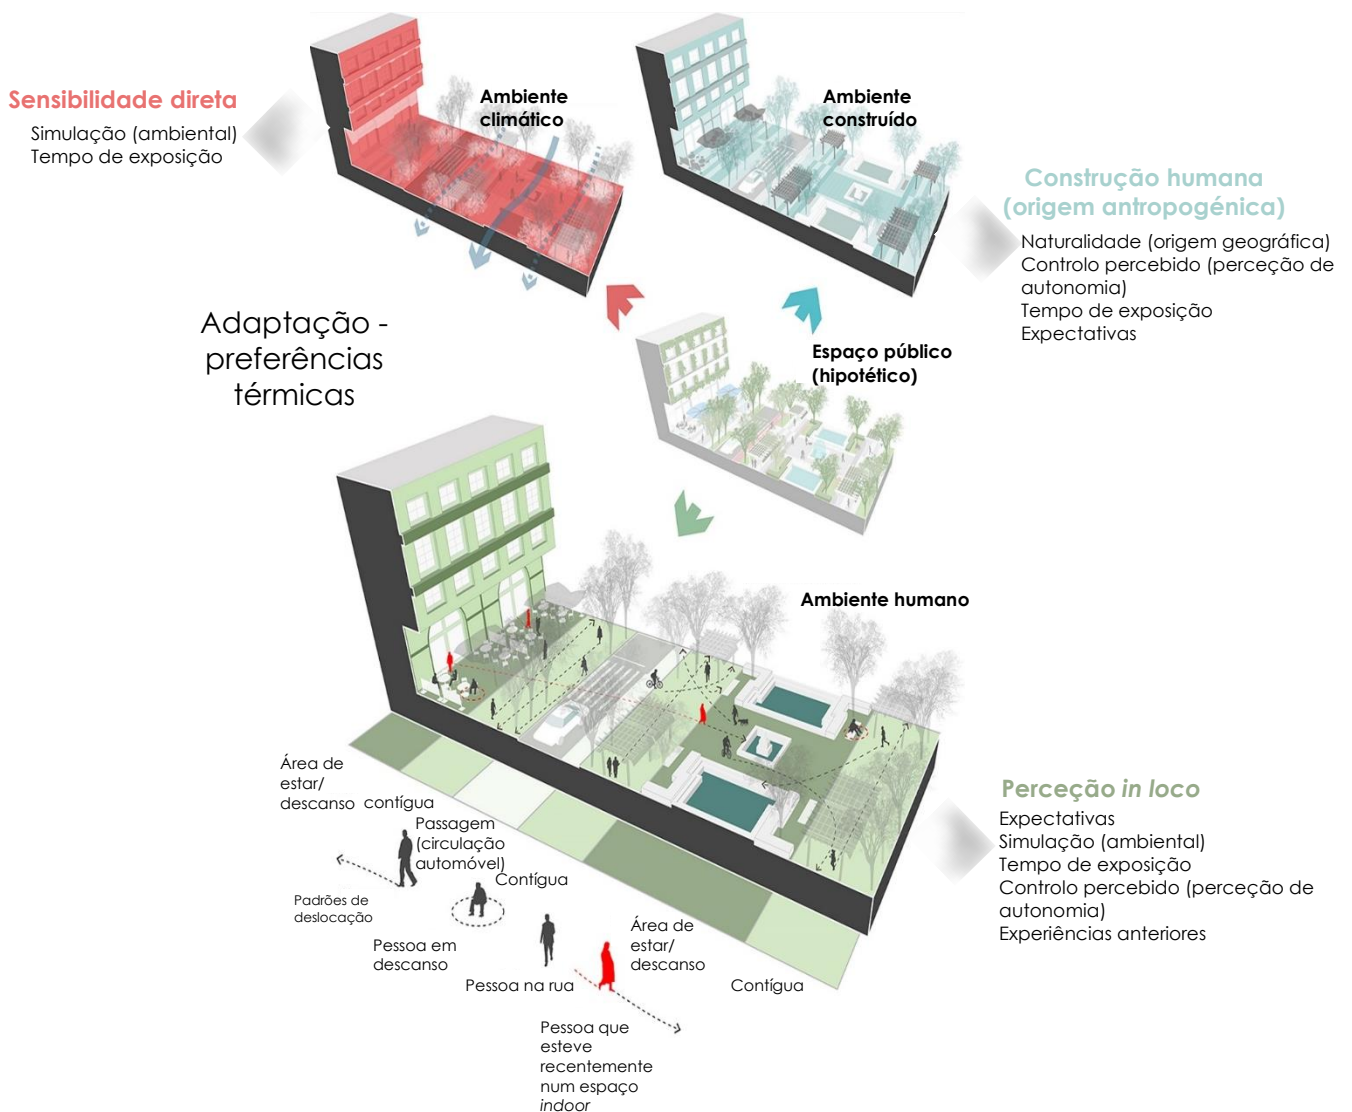 Sensibilidade direta
Simulação (ambiental)
Tempo de exposição
Ambiente
climático
Ambiente
construído
Construção humana
(origem antropogénica)
Naturalidade (origem geográfica)
Controlo percebido (perceção de
autonomia)
Tempo de exposição
Expectativas
Adaptação -
preferências
térmicas
Espaço público
(hipotético)
Ambiente humano
Área de
estar/
descanso
contígua
Passagem
(circulação
automóvel)
Contígua
Padrões de
deslocação
Pessoa em
descanso
Pessoa na rua
Área de
estar/
descanso
Contígua
Pessoa que
esteve
recentemente
num espaço
indoor
Perceção in loco
Expectativas
Simulação (ambiental)
Tempo de exposição
Controlo percebido (perceção de
autonomia)
Experiências anteriores